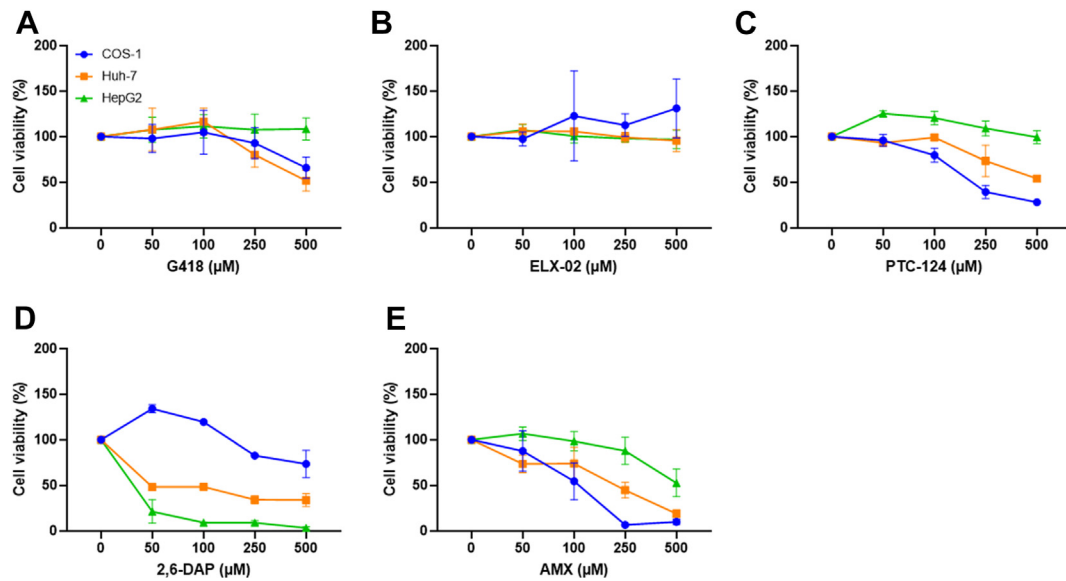 A
Cell viability (%)
200
150
100
50
0
COS-1
Huh-7
HepG2
0 50 100 250 500
G418 (µM)
B
Cell viability (%)
200
150
100
50
0
0 50 100 250 500
ELX-02 (µM)
C
Cell viability (%)
200
150
100
50
0
0 50 100 250 500
PTC-124 (µM)
D
Cell viability (%)
200
150
100
50
0
0 50 100 250 500
2,6-DAP (µM)
E
Cell viability (%)
200
150
100
50
0
0 50 100 250 500
AMX (µM)